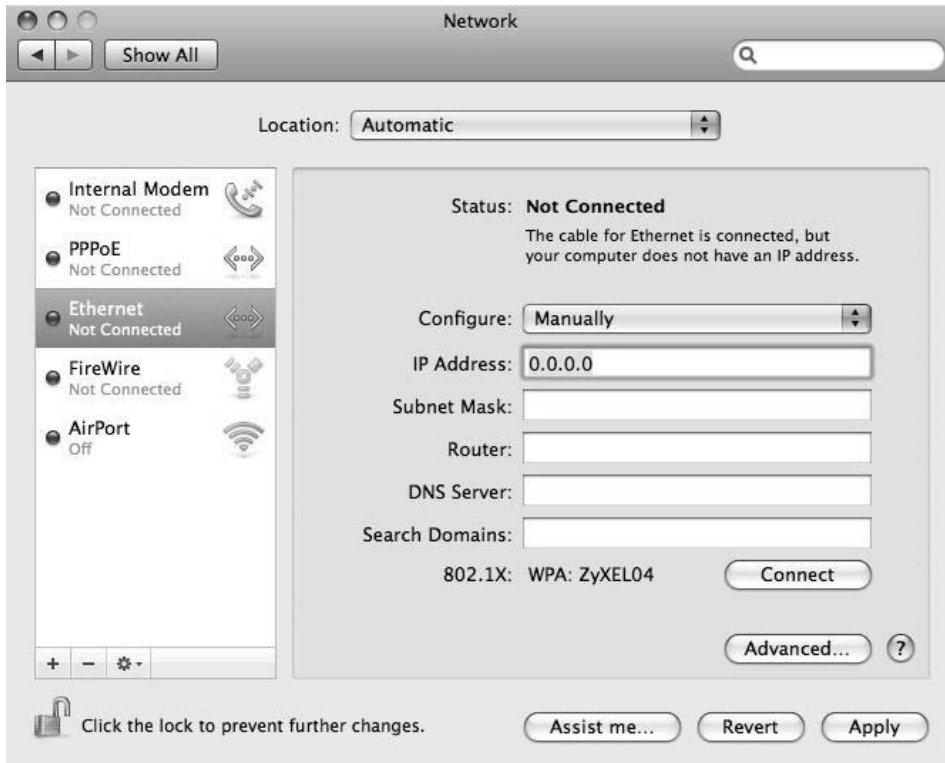 Network
Show All
Location: Automatic
Internal Modem
Not Connected
PPPoE
Not Connected
Ethernet
Not Connected
FireWire
Not Connected
AirPort
Off
Status: Not Connected
The cable for Ethernet is connected, but
your computer does not have an IP address.
Configure: Manually
IP Address: 0.0.0.0
Subnet Mask:
Router:
DNS Server:
Search Domains:
802.1X: WPA: ZyXEL04 Connect
Advanced... ?
Click the lock to prevent further changes.
Assist me... Revert Apply